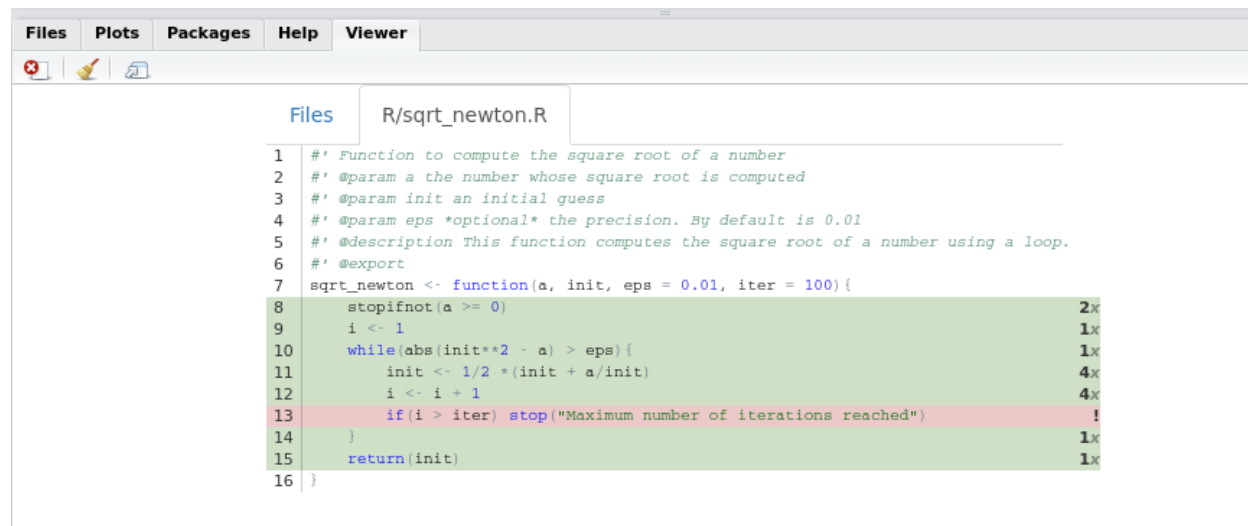 Files Plots Packages Help Viewer
Files R/sqrt_newton.R
1 #' Function to compute the square root of a number
2 #' @param a the number whose square root is computed
3 #' @param init an initial guess
4 #' @param eps *optional* the precision. By default is 0.01
5 #' @description This function computes the square root of a number using a loop.
6 #' @export
7 sqrt_newton <- function(a, init, eps = 0.01, iter = 100){
8 stopifnot(a >= 0) 2x
9 i <- 1 1x
10 while(abs(init**2 - a) > eps){ 1x
11 init <- 1/2 *(init + a/init) 4x
12 i <- i + 1 4x
13 if(i > iter) stop("Maximum number of iterations reached") !
14 } 1x
15 return(init) 1x
16 }